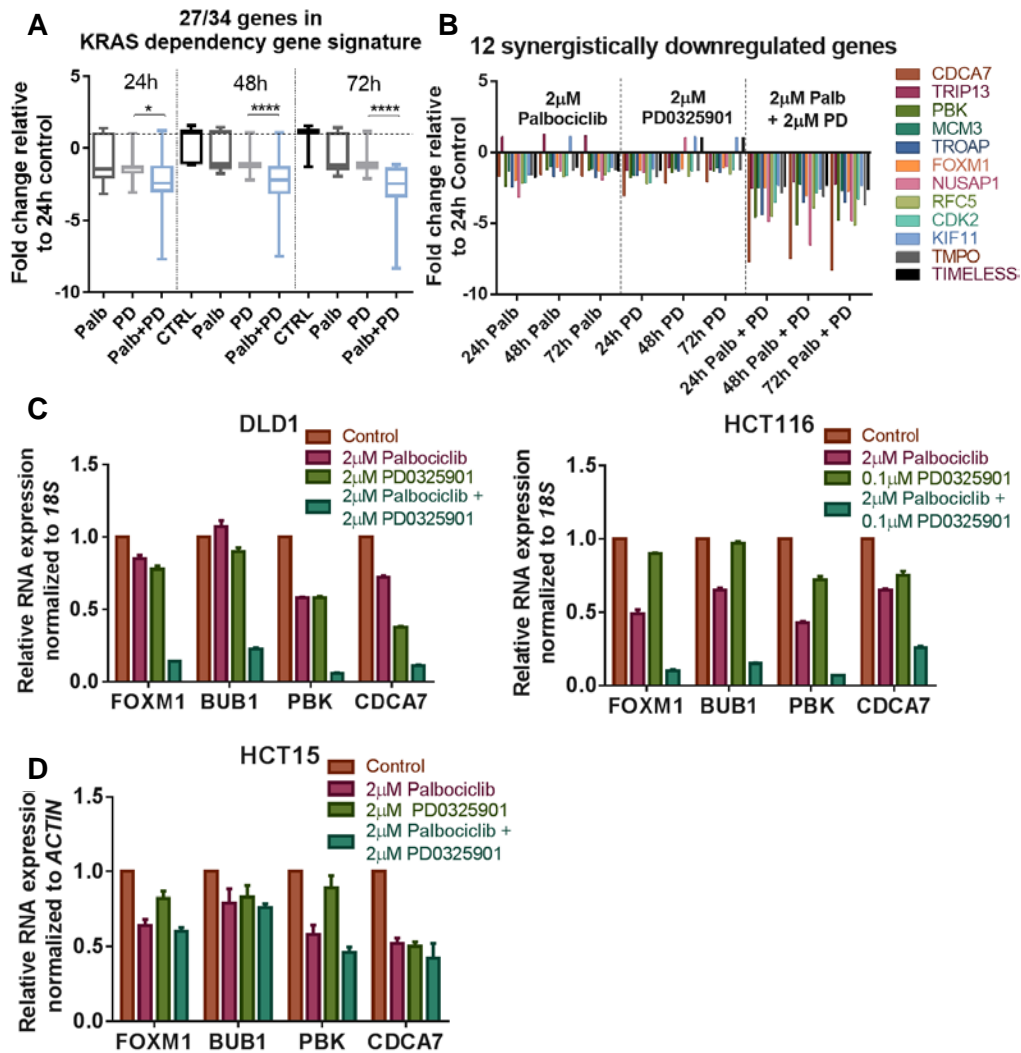 A
27/34 genes in
KRAS dependency gene signature
24h
48h
72h
*
****
****
Fold change relative
to 24h control
5
0
-5
-10
Palb
PD
Palb+PD
CTRL
Palb
PD
Palb+PD
CTRL
Palb
PD
Palb+PD
B
12 synergistically downregulated genes
2μM
Palbociclib
2μM
PD0325901
2μM Palb
+ 2μM PD
Fold change relative
to 24h Control
5
0
-5
-10
24h Palb
48h Palb
72h Palb
24h PD
48h PD
72h PD
24h Palb + PD
48h Palb + PD
72h Palb + PD
CDCA7
TRIP13
PBK
MCM3
TROAP
FOXM1
NUSAP1
RFC5
CDK2
KIF11
TMPO
TIMELESS
C
DLD1
Control
2μM Palbociclib
2μM PD0325901
2μM Palbociclib +
2μM PD0325901
Relative RNA expression
normalized to 18S
1.5
1.0
0.5
0.0
FOXM1
BUB1
PBK
CDCA7
HCT116
Control
2μM Palbociclib
0.1μM PD0325901
2μM Palbociclib +
0.1μM PD0325901
Relative RNA expression
normalized to 18S
1.5
1.0
0.5
0.0
FOXM1
BUB1
PBK
CDCA7
D
HCT15
Control
2μM Palbociclib
2μM PD0325901
2μM Palbociclib +
2μM PD0325901
Relative RNA expression
normalized to ACTIN
1.5
1.0
0.5
0.0
FOXM1
BUB1
PBK
CDCA7